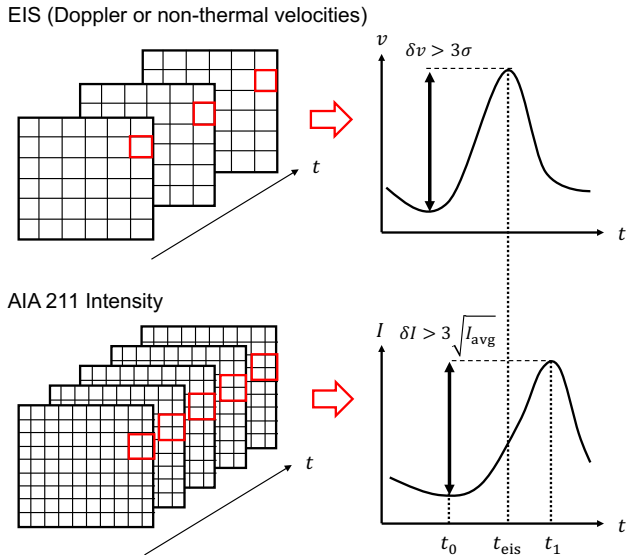 EIS (Doppler or non-thermal velocities)
v
δv > 3σ
t
t
AIA 211 Intensity
I
δI > 3√I_avg
t
t
t_0
t_eis
t_1